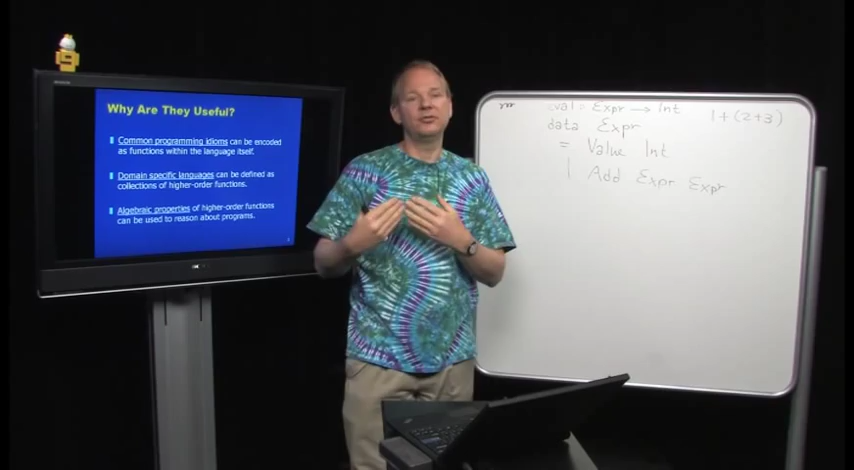 Why Are They Useful?
Common programming idioms can be encoded
as functions within the language itself.
Domain specific languages can be defined as
collections of higher-order functions.
Algebraic properties of higher-order functions
can be used to reason about programs.
eval :: Expr → Int
1 + (2+3)
data Expr
= Value Int
| Add Expr Expr